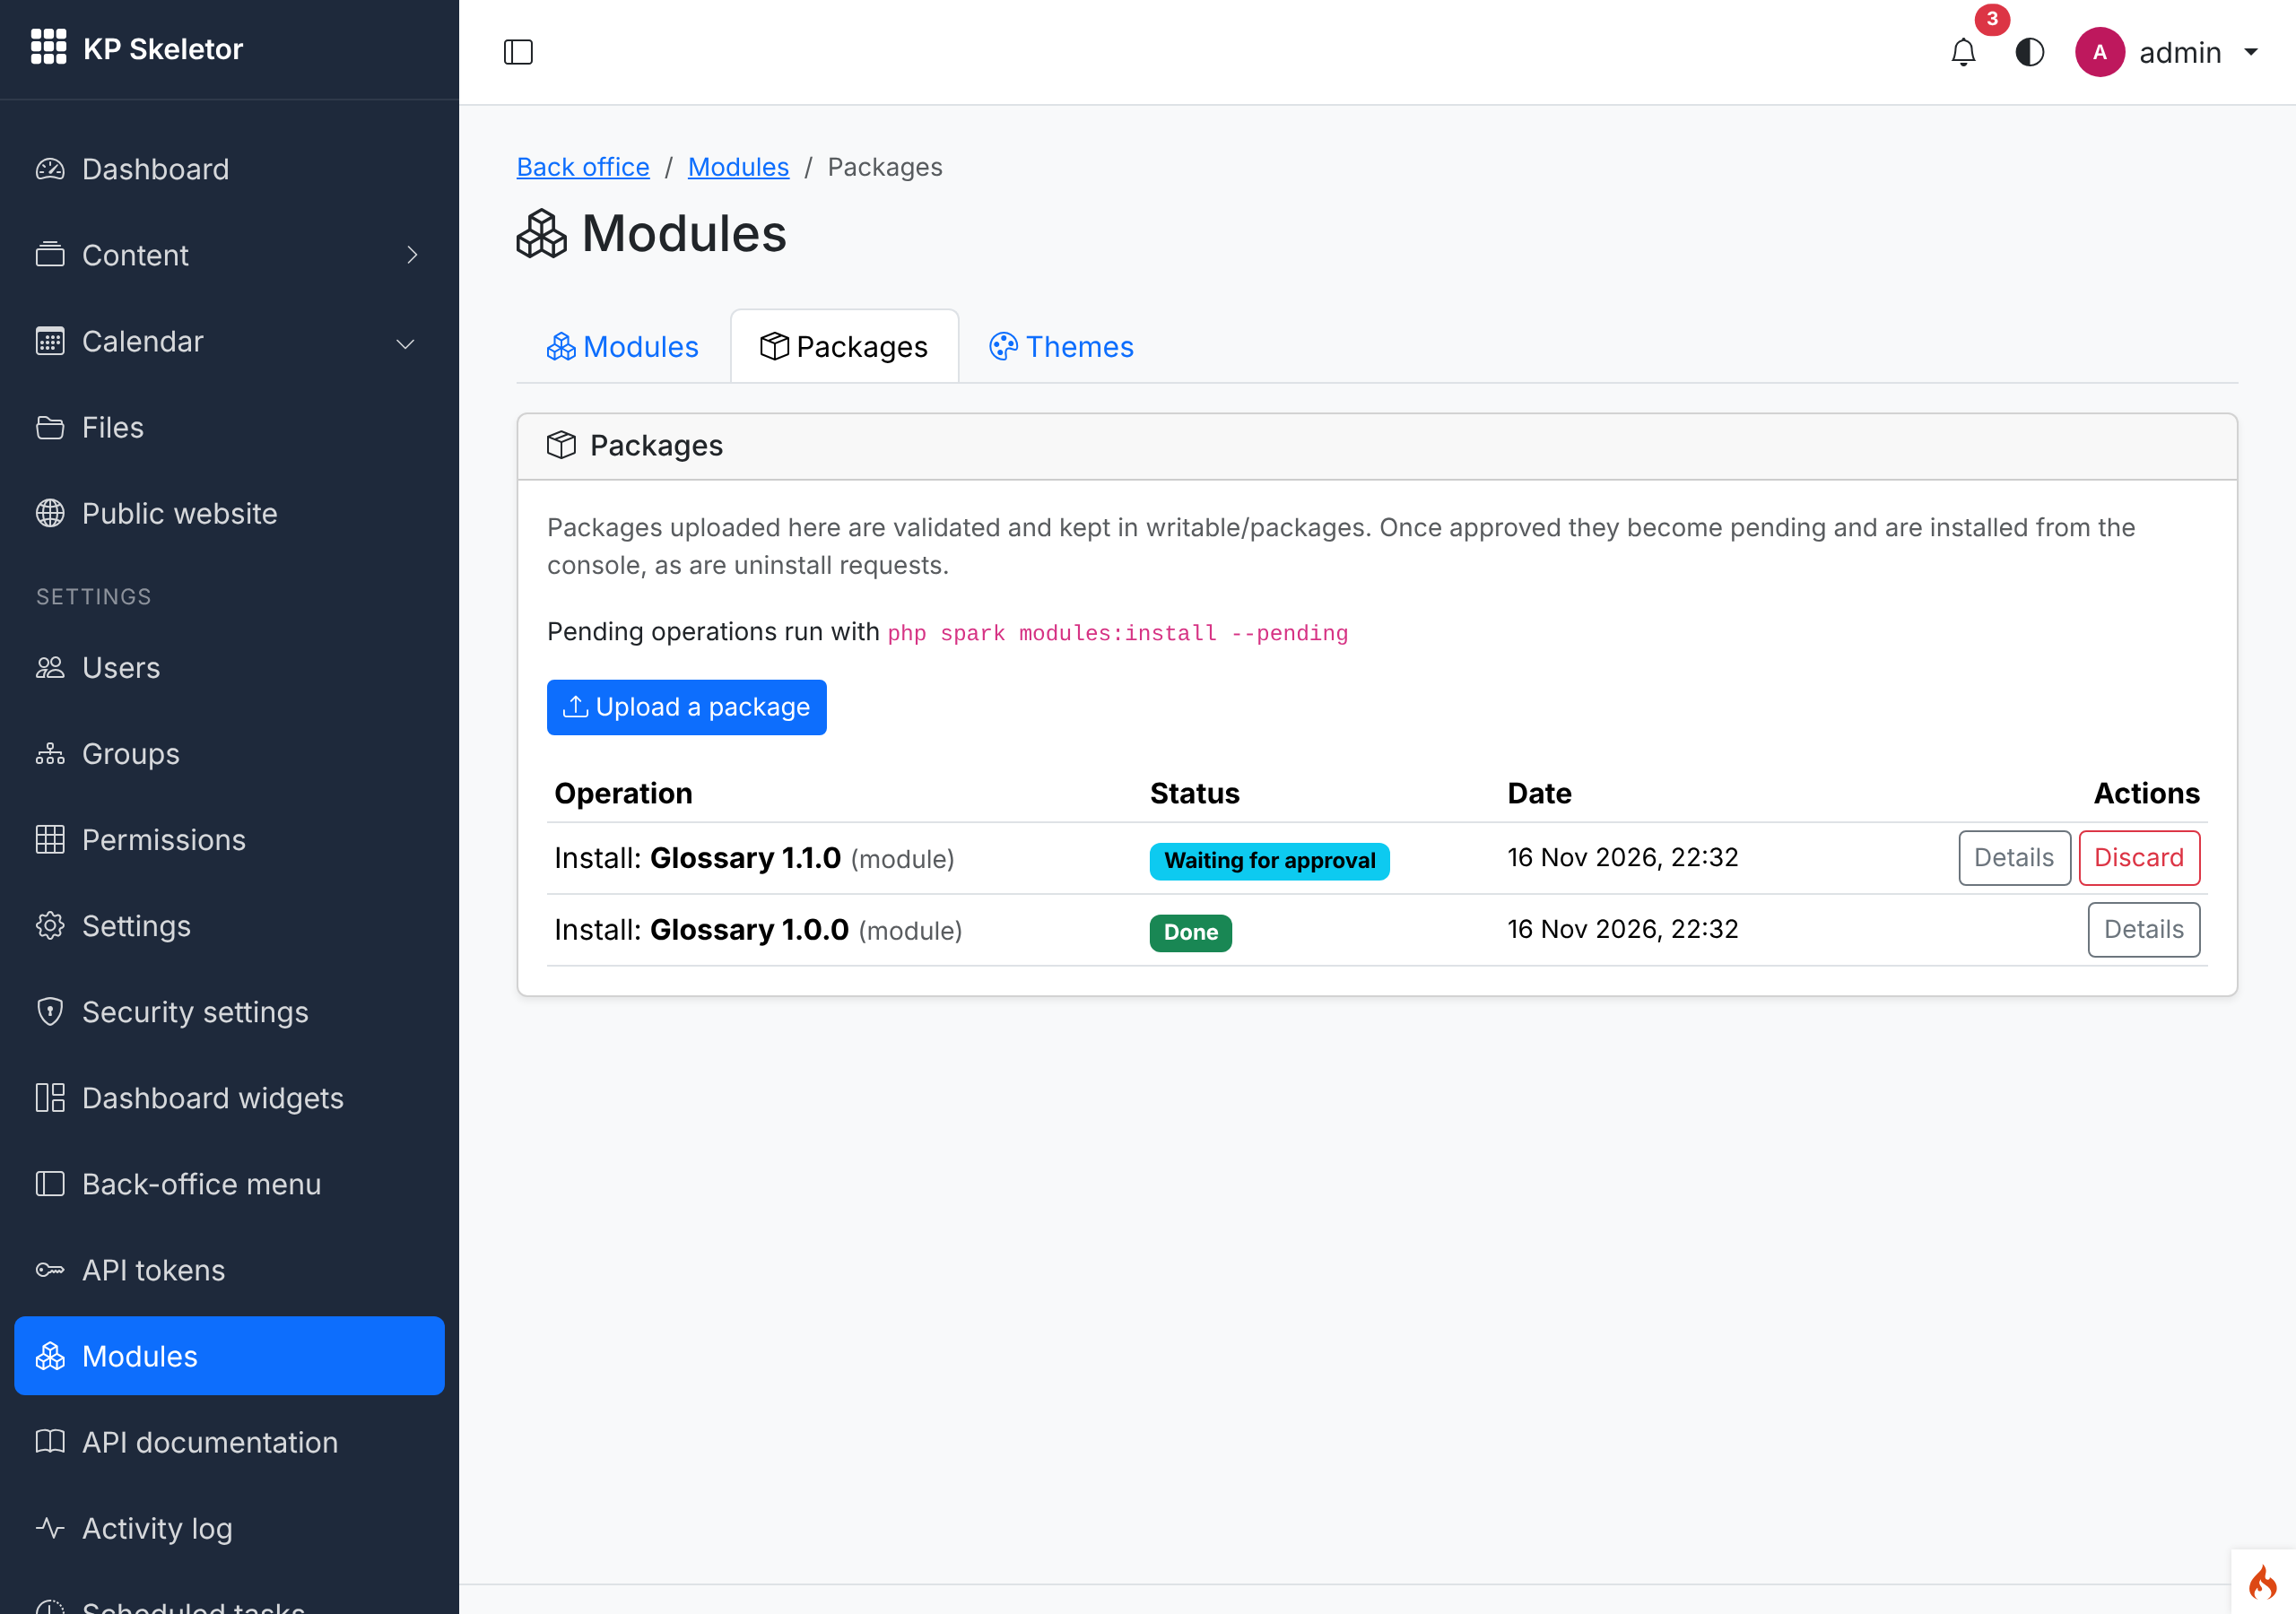 KP Skeletor
3
A
admin
Dashboard
Content
Calendar
Files
Public website
SETTINGS
Users
Groups
Permissions
Settings
Security settings
Dashboard widgets
Back-office menu
API tokens
Modules
API documentation
Activity log
Scheduled tasks
Back office / Modules / Packages
Modules
Modules Packages Themes
Packages
Packages uploaded here are validated and kept in writable/packages. Once approved they become pending and are installed from the
console, as are uninstall requests.
Pending operations run with php spark modules:install --pending
Upload a package
Operation Status Date Actions
Install: Glossary 1.1.0 (module) Waiting for approval 16 Nov 2026, 22:32 Details Discard
Install: Glossary 1.0.0 (module) Done 16 Nov 2026, 22:32 Details